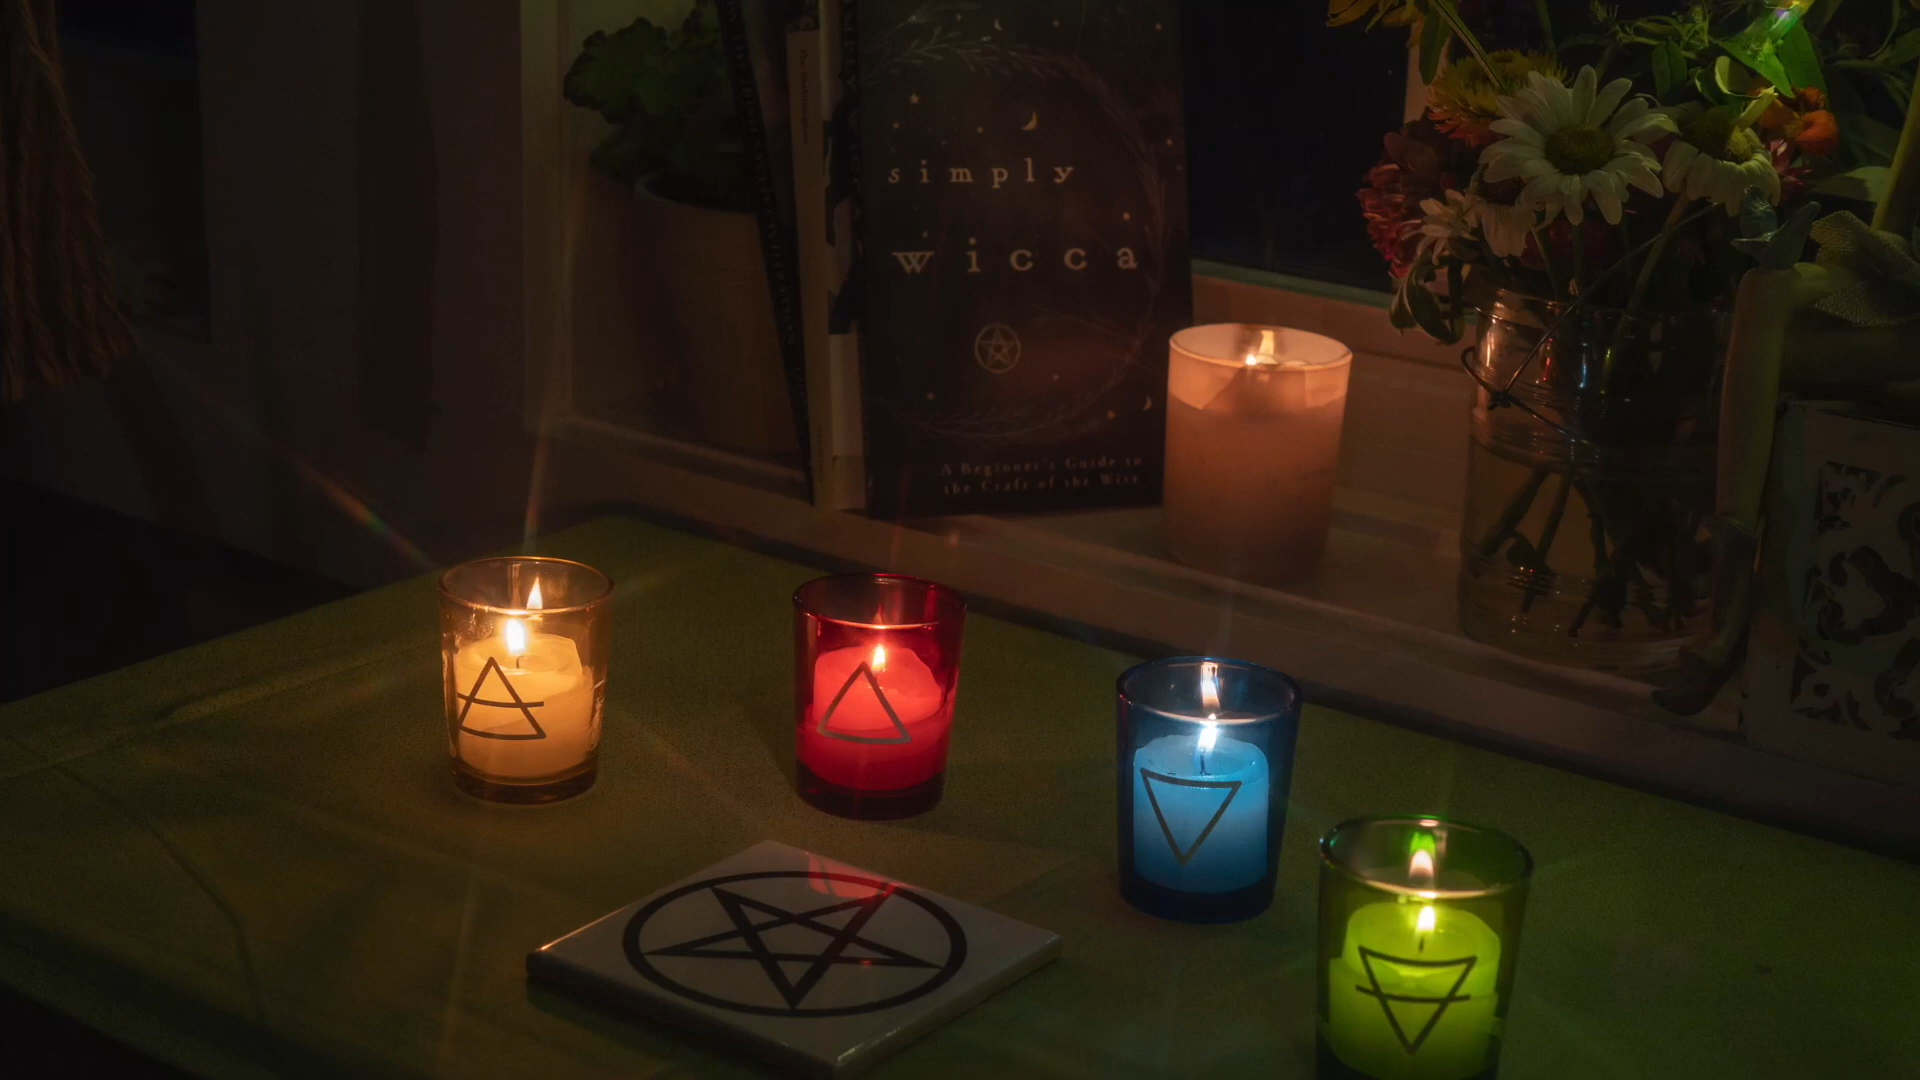 simply
wicca
A Beginner's Guide to
the Craft of the Wise